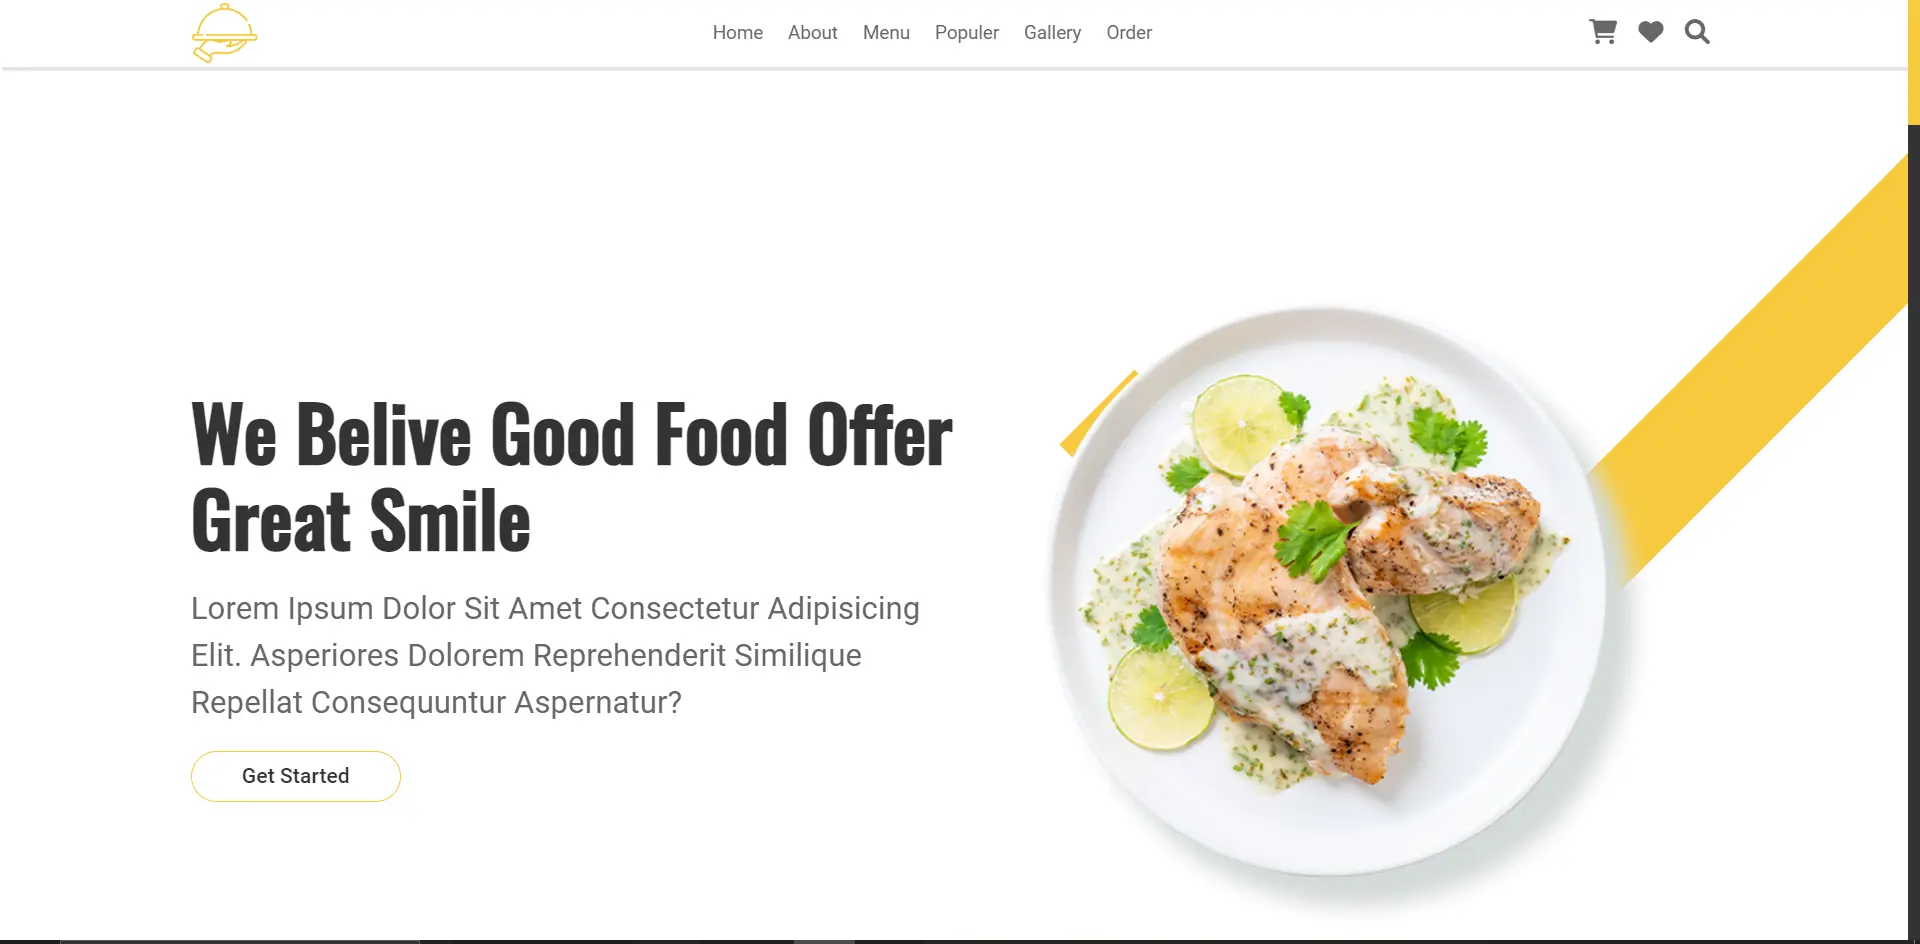 Home About Menu Populer Gallery Order
We Belive Good Food Offer
Great Smile
Lorem Ipsum Dolor Sit Amet Consectetur Adipisicing
Elit. Asperiores Dolorem Reprehenderit Similique
Repellat Consequuntur Aspernatur?
Get Started